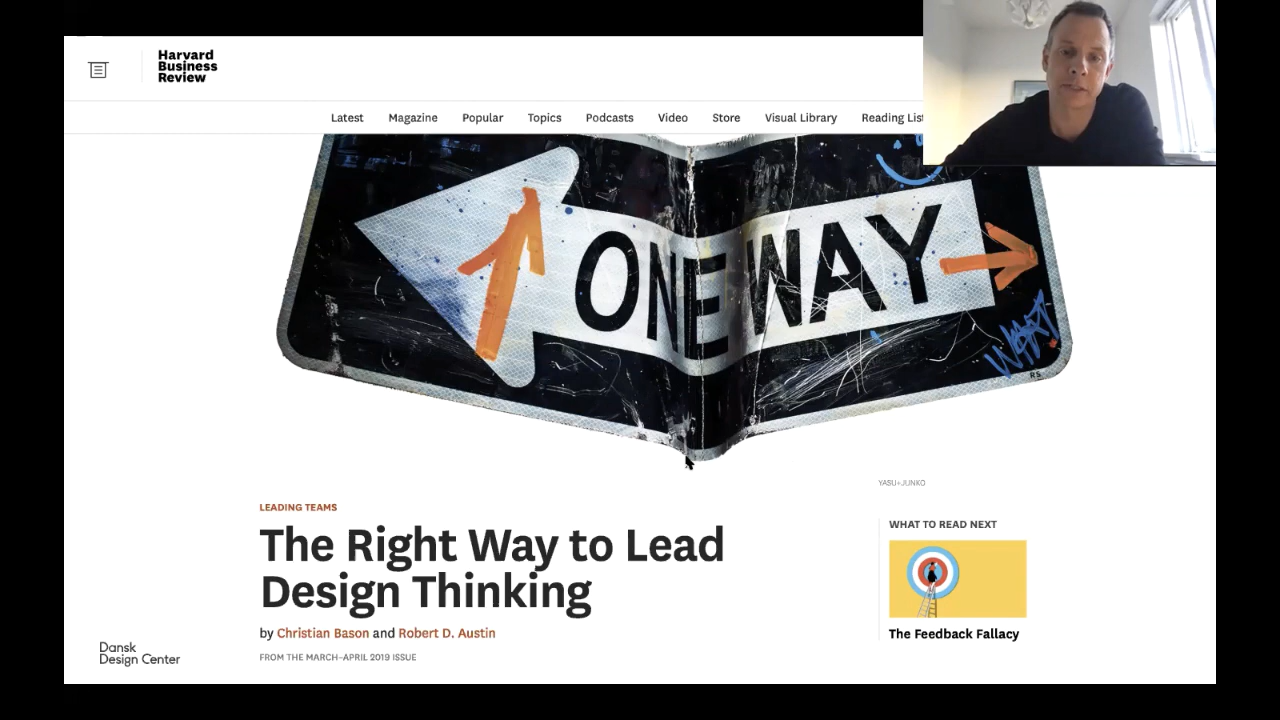 Harvard
Business
Review
Latest Magazine Popular Topics Podcasts Video Store Visual Library Reading List
ONE WAY
RS
YASU+JUNKO
LEADING TEAMS
The Right Way to Lead
Design Thinking
by Christian Bason and Robert D. Austin
FROM THE MARCH–APRIL 2019 ISSUE
WHAT TO READ NEXT
The Feedback Fallacy
Dansk
Design Center